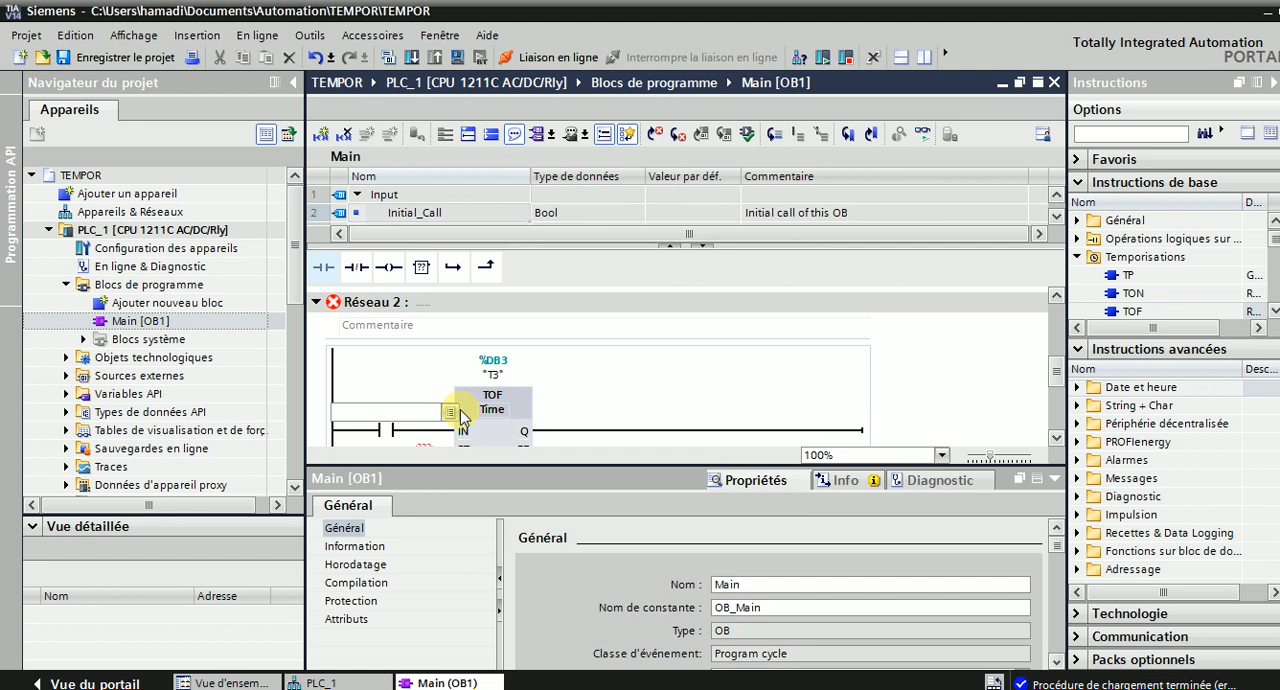 TIA
V14
Siemens - C:\Users\hamadi\Documents\Automation\TEMPOR\TEMPOR
Projet Edition Affichage Insertion En ligne Outils Accessoires Fenêtre Aide
Totally Integrated Automation
PORTAL
Enregistrer le projet
Liaison en ligne
Interrompre la liaison en ligne
Navigateur du projet
TEMPOR PLC_1 [CPU 1211C AC/DC/Rly] Blocs de programme Main [OB1]
Instructions
Appareils
Options
Programmation API
Main
Nom Type de données Valeur par déf. Commentaire
1 Input
2 Initial_Call Bool Initial call of this OB
TEMPOR
Ajouter un appareil
Appareils & Réseaux
PLC_1 [CPU 1211C AC/DC/Rly]
Configuration des appareils
En ligne & Diagnostic
Blocs de programme
Ajouter nouveau bloc
Main [OB1]
Blocs système
Objets technologiques
Sources externes
Variables API
Types de données API
Tables de visualisation et de forç
Sauvegardes en ligne
Traces
Données d'appareil proxy
Vue détaillée
Nom Adresse
Réseau 2 : .....
Commentaire
%DB3
"T3"
TOF
Time
IN Q
100%
Main [OB1]
Propriétés Info Diagnostic
Général
Général
Information
Horodatage
Compilation
Protection
Attributs
Général
Nom : Main
Nom de constante : OB_Main
Type : OB
Classe d'événement: Program cycle
Favoris
Instructions de base
Nom D...
Général
Opérations logiques sur ...
Temporisations
TP G...
TON R...
TOF R...
Instructions avancées
Nom Desc...
Date et heure
String + Char
Périphérie décentralisée
PROFIenergy
Alarmes
Messages
Diagnostic
Impulsion
Recettes & Data Logging
Fonctions sur bloc de do...
Adressage
Technologie
Communication
Packs optionnels
Vue du portail
Vue d'ensem...
PLC_1
Main (OB1)
Procédure de chargement terminée (er...